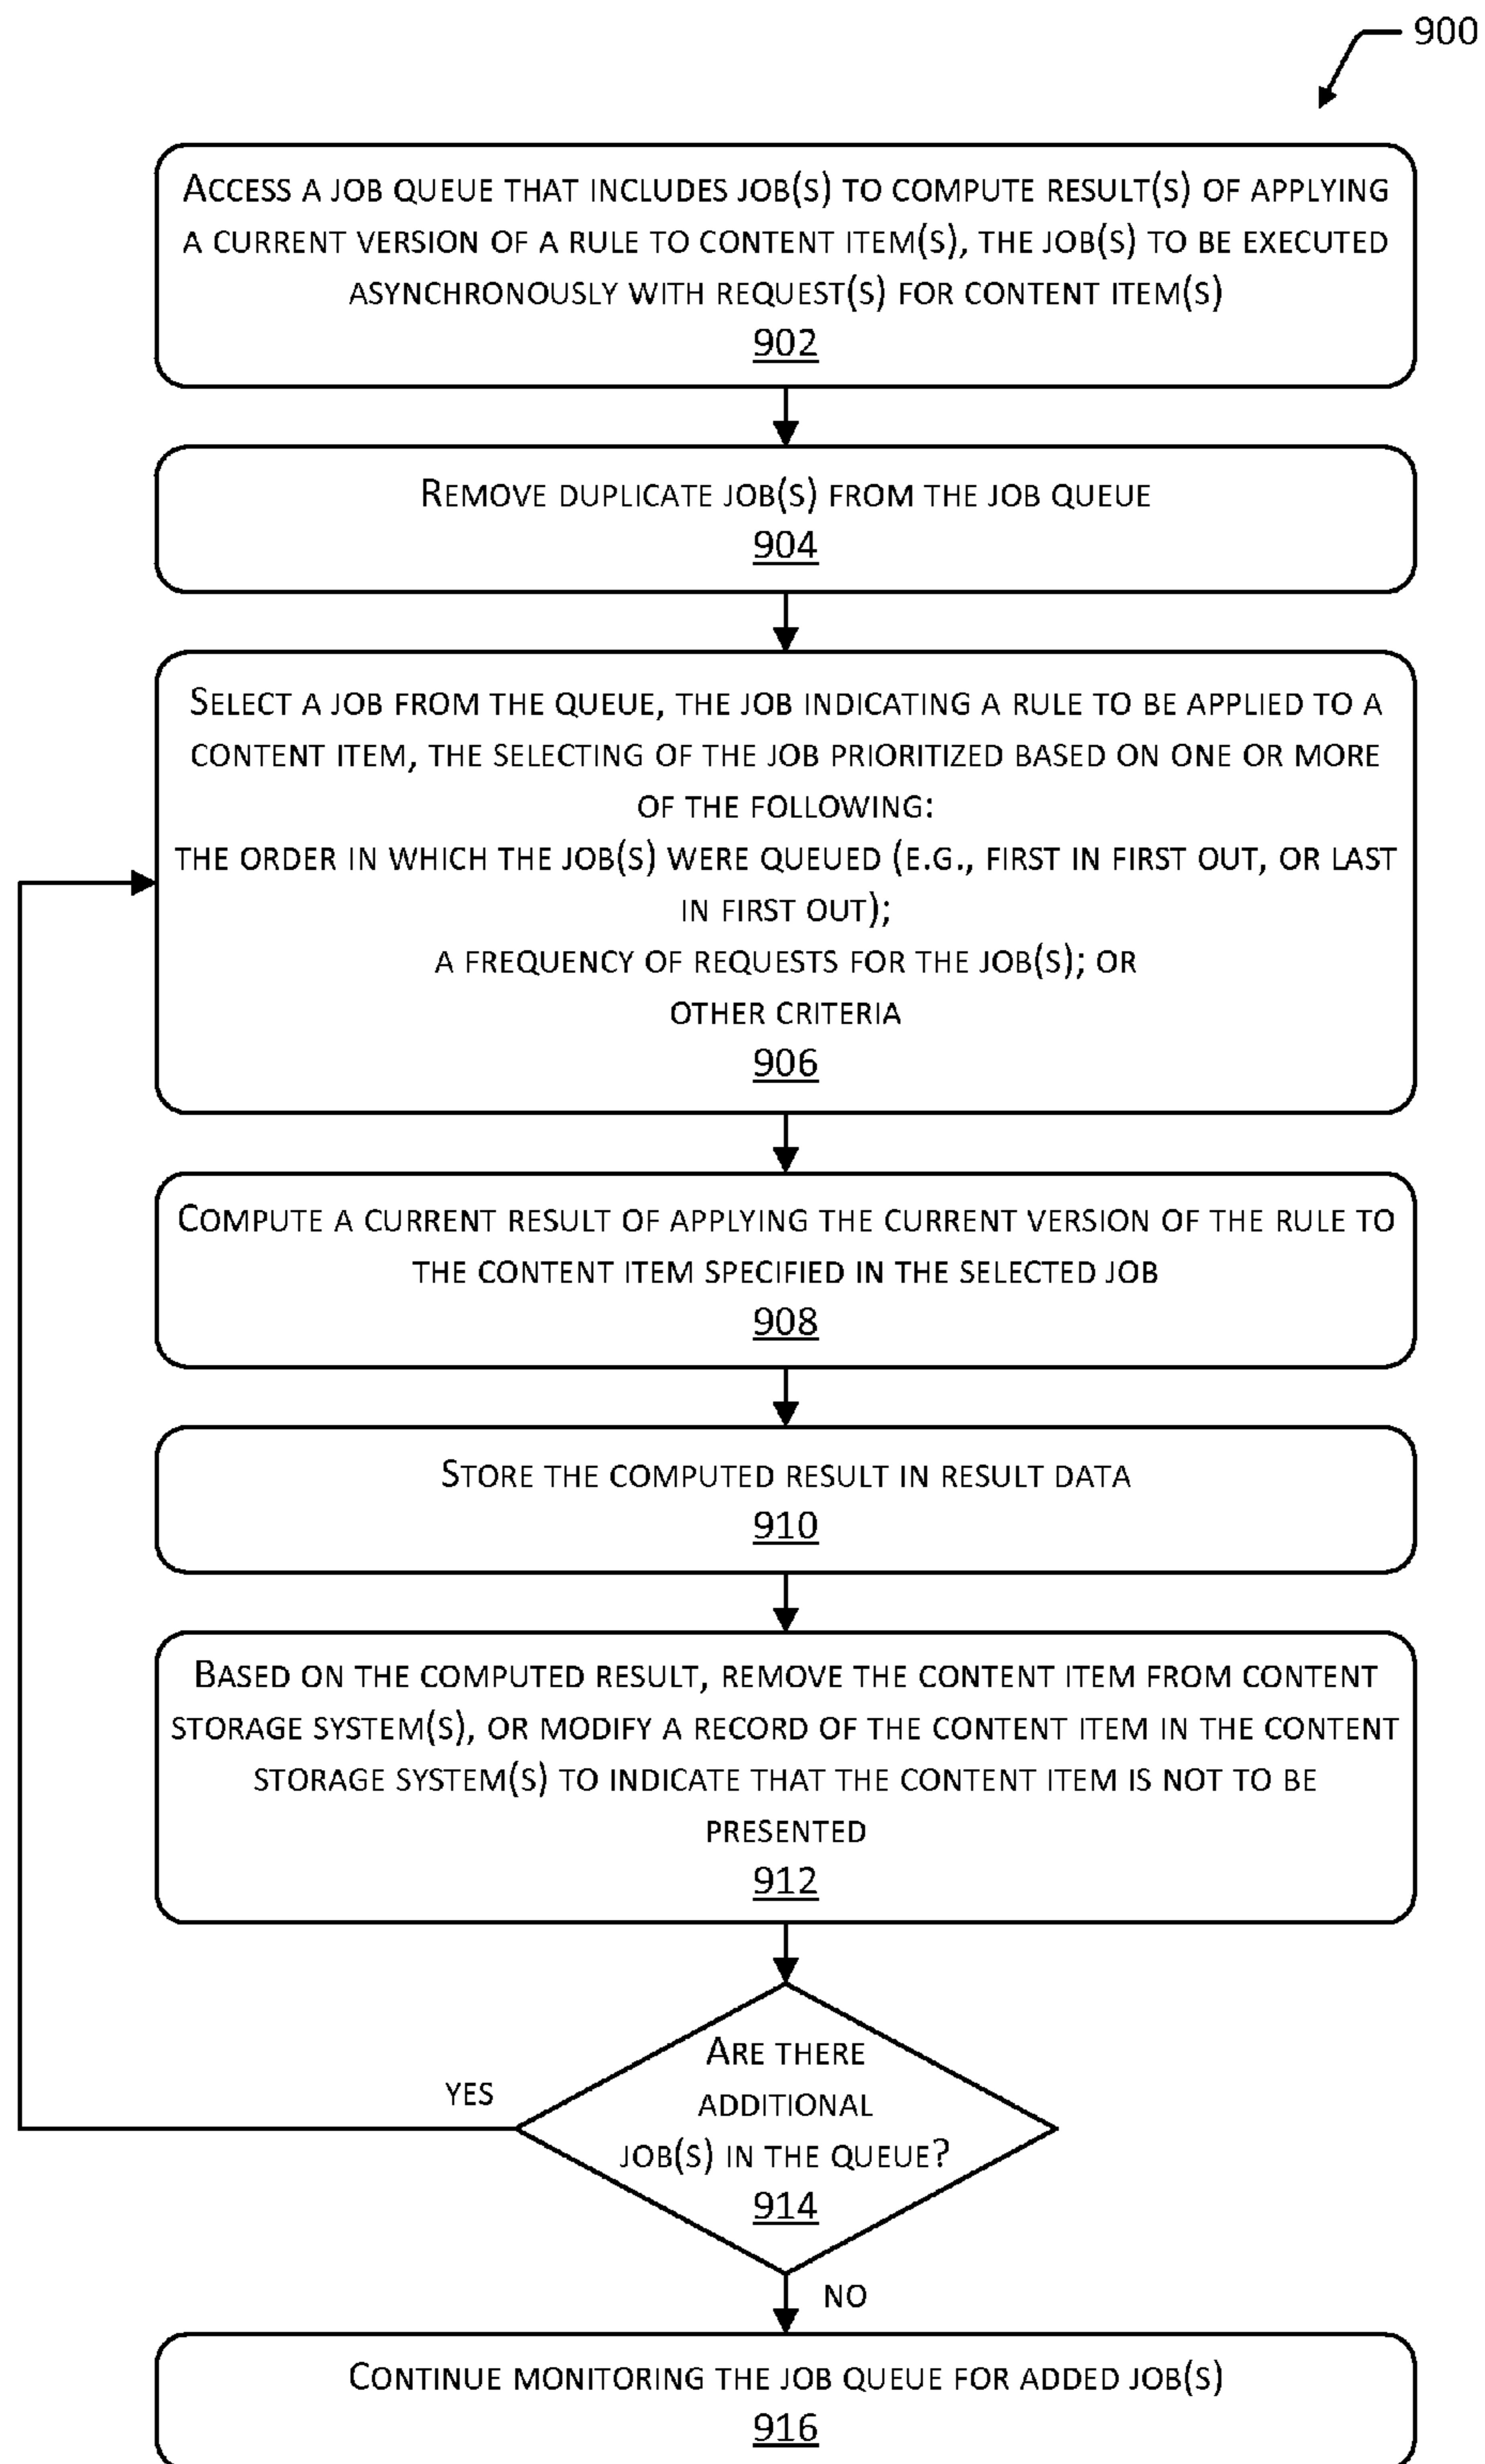 900
ACCESS A JOB QUEUE THAT INCLUDES JOB(S) TO COMPUTE RESULT(S) OF APPLYING
A CURRENT VERSION OF A RULE TO CONTENT ITEM(S), THE JOB(S) TO BE EXECUTED
ASYNCHRONOUSLY WITH REQUEST(S) FOR CONTENT ITEM(S)
902
REMOVE DUPLICATE JOB(S) FROM THE JOB QUEUE
904
SELECT A JOB FROM THE QUEUE, THE JOB INDICATING A RULE TO BE APPLIED TO A
CONTENT ITEM, THE SELECTING OF THE JOB PRIORITIZED BASED ON ONE OR MORE
OF THE FOLLOWING:
THE ORDER IN WHICH THE JOB(S) WERE QUEUED (E.G., FIRST IN FIRST OUT, OR LAST
IN FIRST OUT);
A FREQUENCY OF REQUESTS FOR THE JOB(S); OR
OTHER CRITERIA
906
COMPUTE A CURRENT RESULT OF APPLYING THE CURRENT VERSION OF THE RULE TO
THE CONTENT ITEM SPECIFIED IN THE SELECTED JOB
908
STORE THE COMPUTED RESULT IN RESULT DATA
910
BASED ON THE COMPUTED RESULT, REMOVE THE CONTENT ITEM FROM CONTENT
STORAGE SYSTEM(S), OR MODIFY A RECORD OF THE CONTENT ITEM IN THE CONTENT
STORAGE SYSTEM(S) TO INDICATE THAT THE CONTENT ITEM IS NOT TO BE
PRESENTED
912
ARE THERE
ADDITIONAL
JOB(S) IN THE QUEUE?
914
YES
NO
CONTINUE MONITORING THE JOB QUEUE FOR ADDED JOB(S)
916